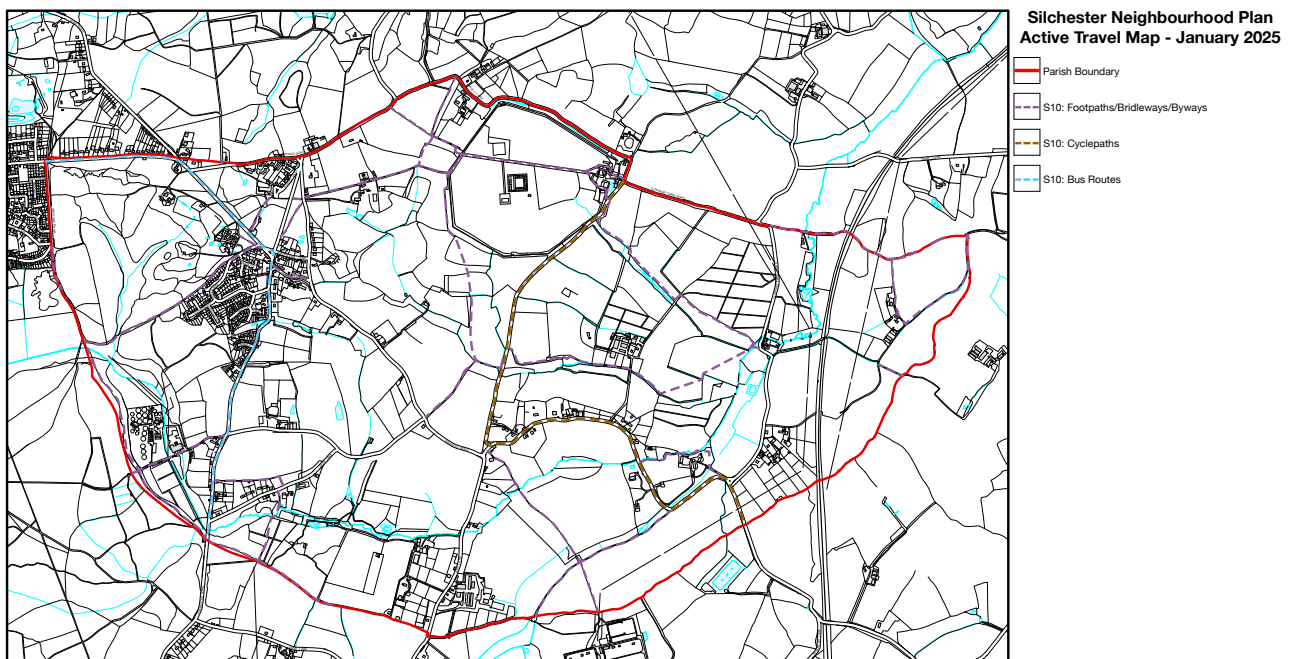 Silchester Neighbourhood Plan
Active Travel Map - January 2025
Parish Boundary
S10: Footpaths/Bridleways/Byways
S10: Cyclepaths
S10: Bus Routes